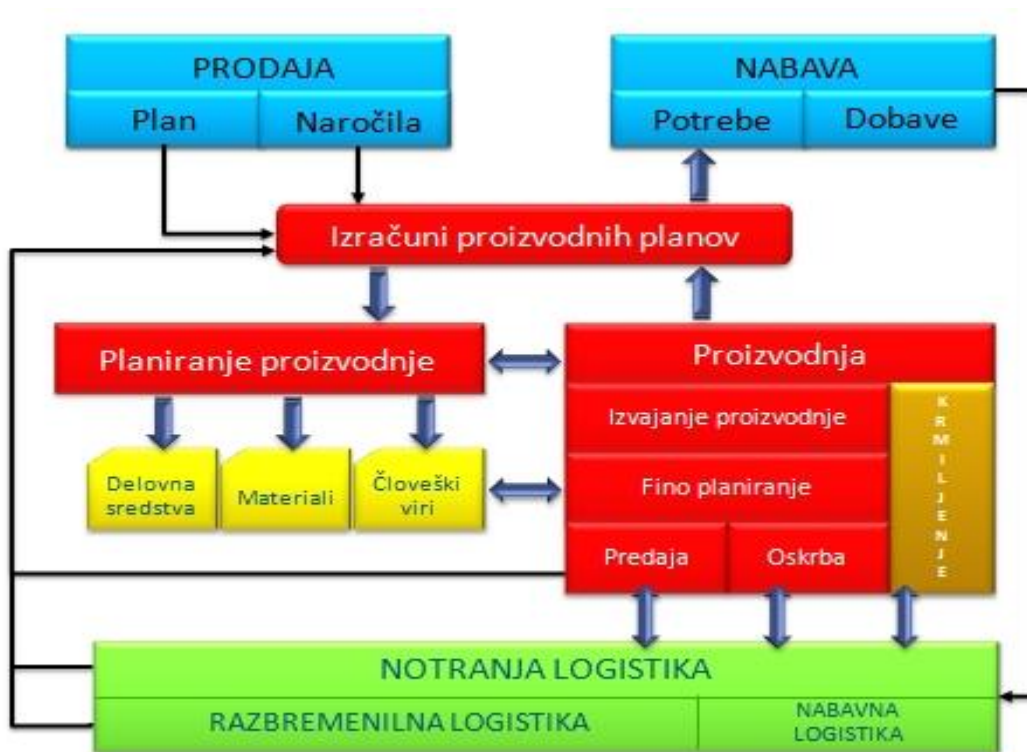 PRODAJA
Plan
Naročila
NABAVA
Potrebe
Dobave
Izračuni proizvodnih planov
Planiranje proizvodnje
Delovna
sredstva
Materiali
Človeški
viri
Proizvodnja
Izvajanje proizvodnje
Fino planiranje
Predaja
Oskrba
KRMILJENJE
NOTRANJA LOGISTIKA
RAZBREMENILNA LOGISTIKA
NABAVNA
LOGISTIKA